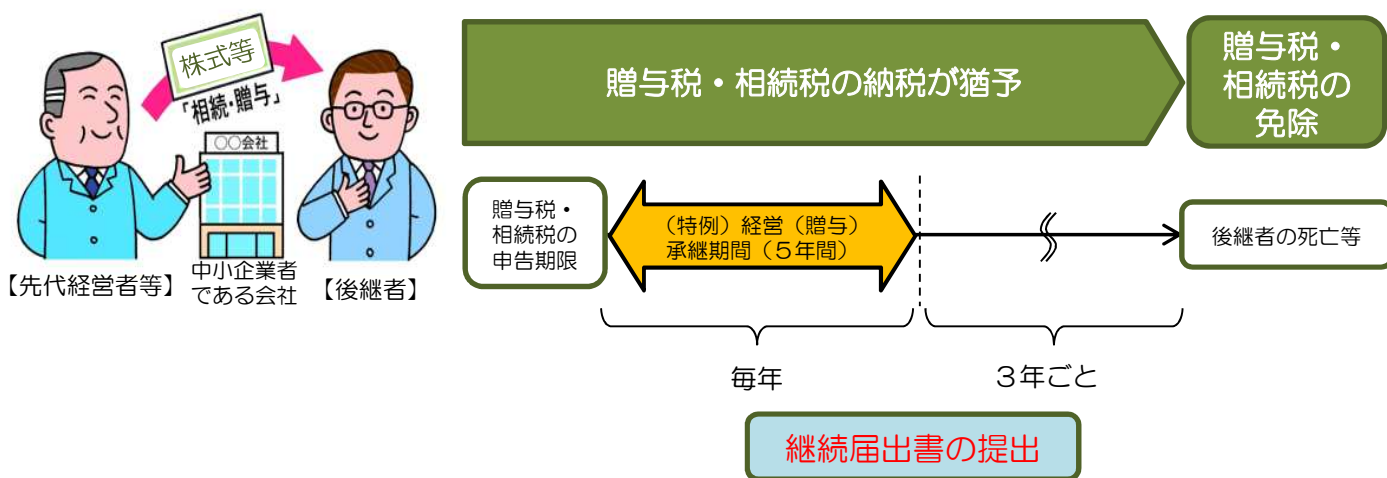 株式等
「相続・贈与」
〇〇会社
【先代経営者等】
中小企業者
である会社
【後継者】
贈与税・相続税の納税が猶予
贈与税・
相続税の
免除
贈与税・
相続税の
申告期限
（特例）経営（贈与）
承継期間（５年間）
後継者の死亡等
毎年
３年ごと
継続届出書の提出